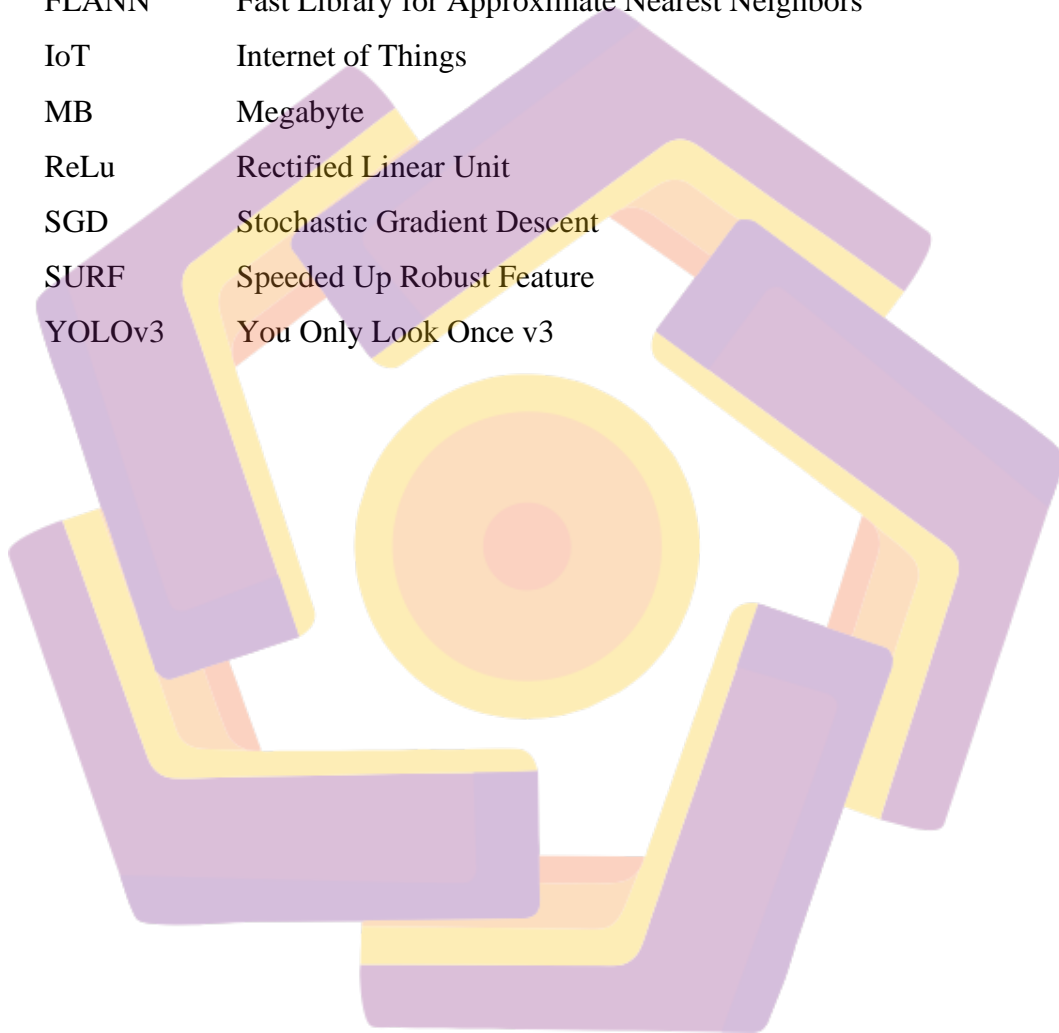 FLANN Fast Library for Approximate Nearest Neighbors
IoT Internet of Things
MB Megabyte
ReLu Rectified Linear Unit
SGD Stochastic Gradient Descent
SURF Speeded Up Robust Feature
YOLOv3 You Only Look Once v3